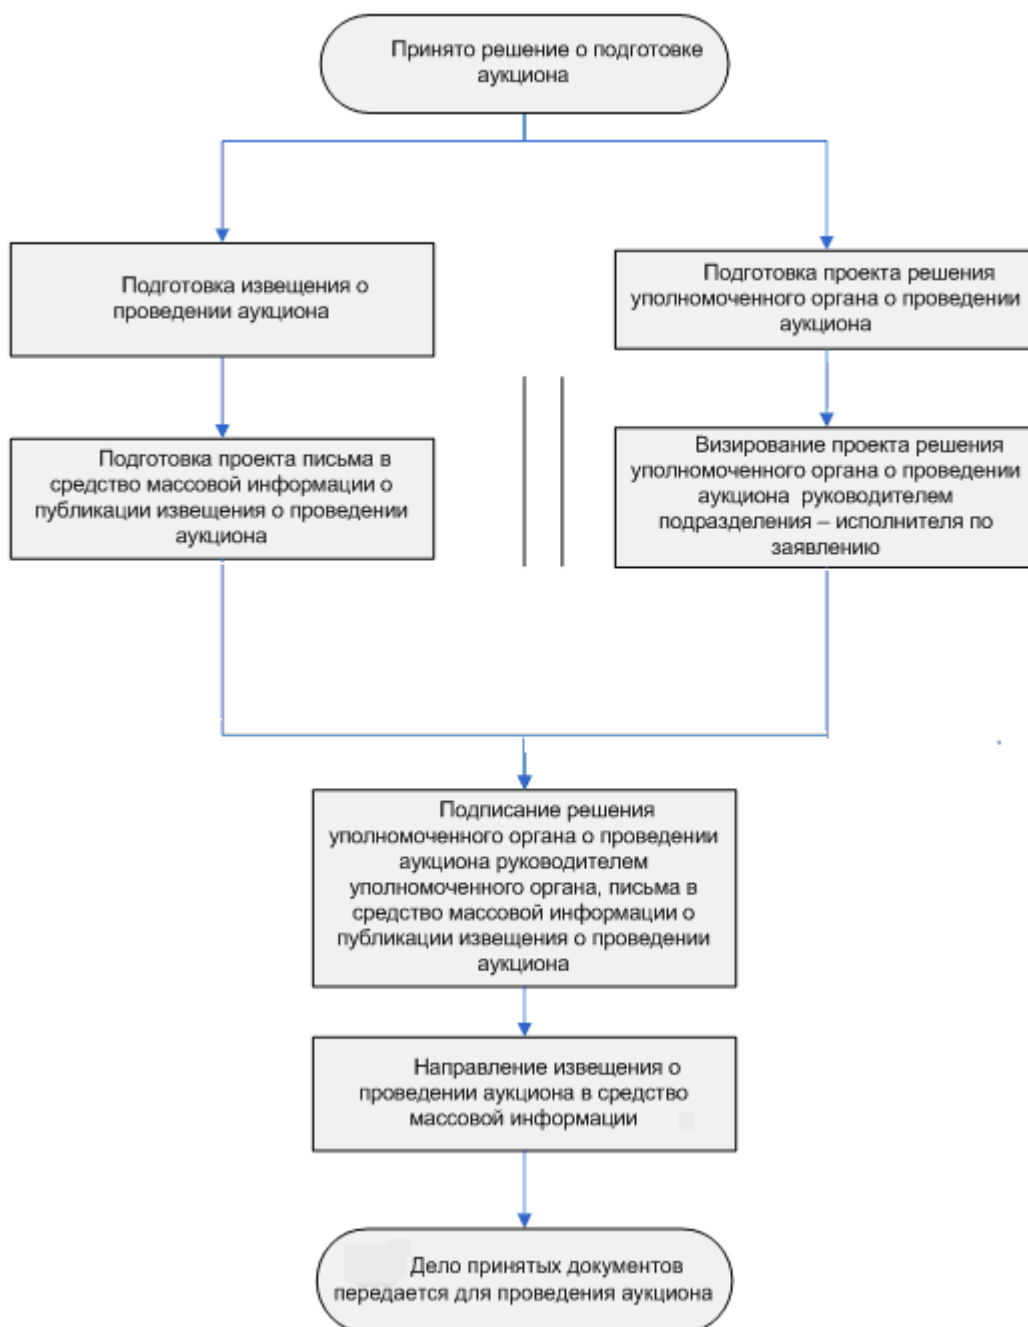 Принято решение о подготовке
аукциона
Подготовка извещения о
проведении аукциона
Подготовка проекта решения
уполномоченного органа о проведении
аукциона
Подготовка проекта письма в
средство массовой информации о
публикации извещения о проведении
аукциона
Визирование проекта решения
уполномоченного органа о проведении
аукциона руководителем
подразделения – исполнителя по
заявлению
Подписание решения
уполномоченного органа о проведении
аукциона руководителем
уполномоченного органа, письма в
средство массовой информации о
публикации извещения о проведении
аукциона
Направление извещения о
проведении аукциона в средство
массовой информации
Дело принятых документов
передается для проведения аукциона